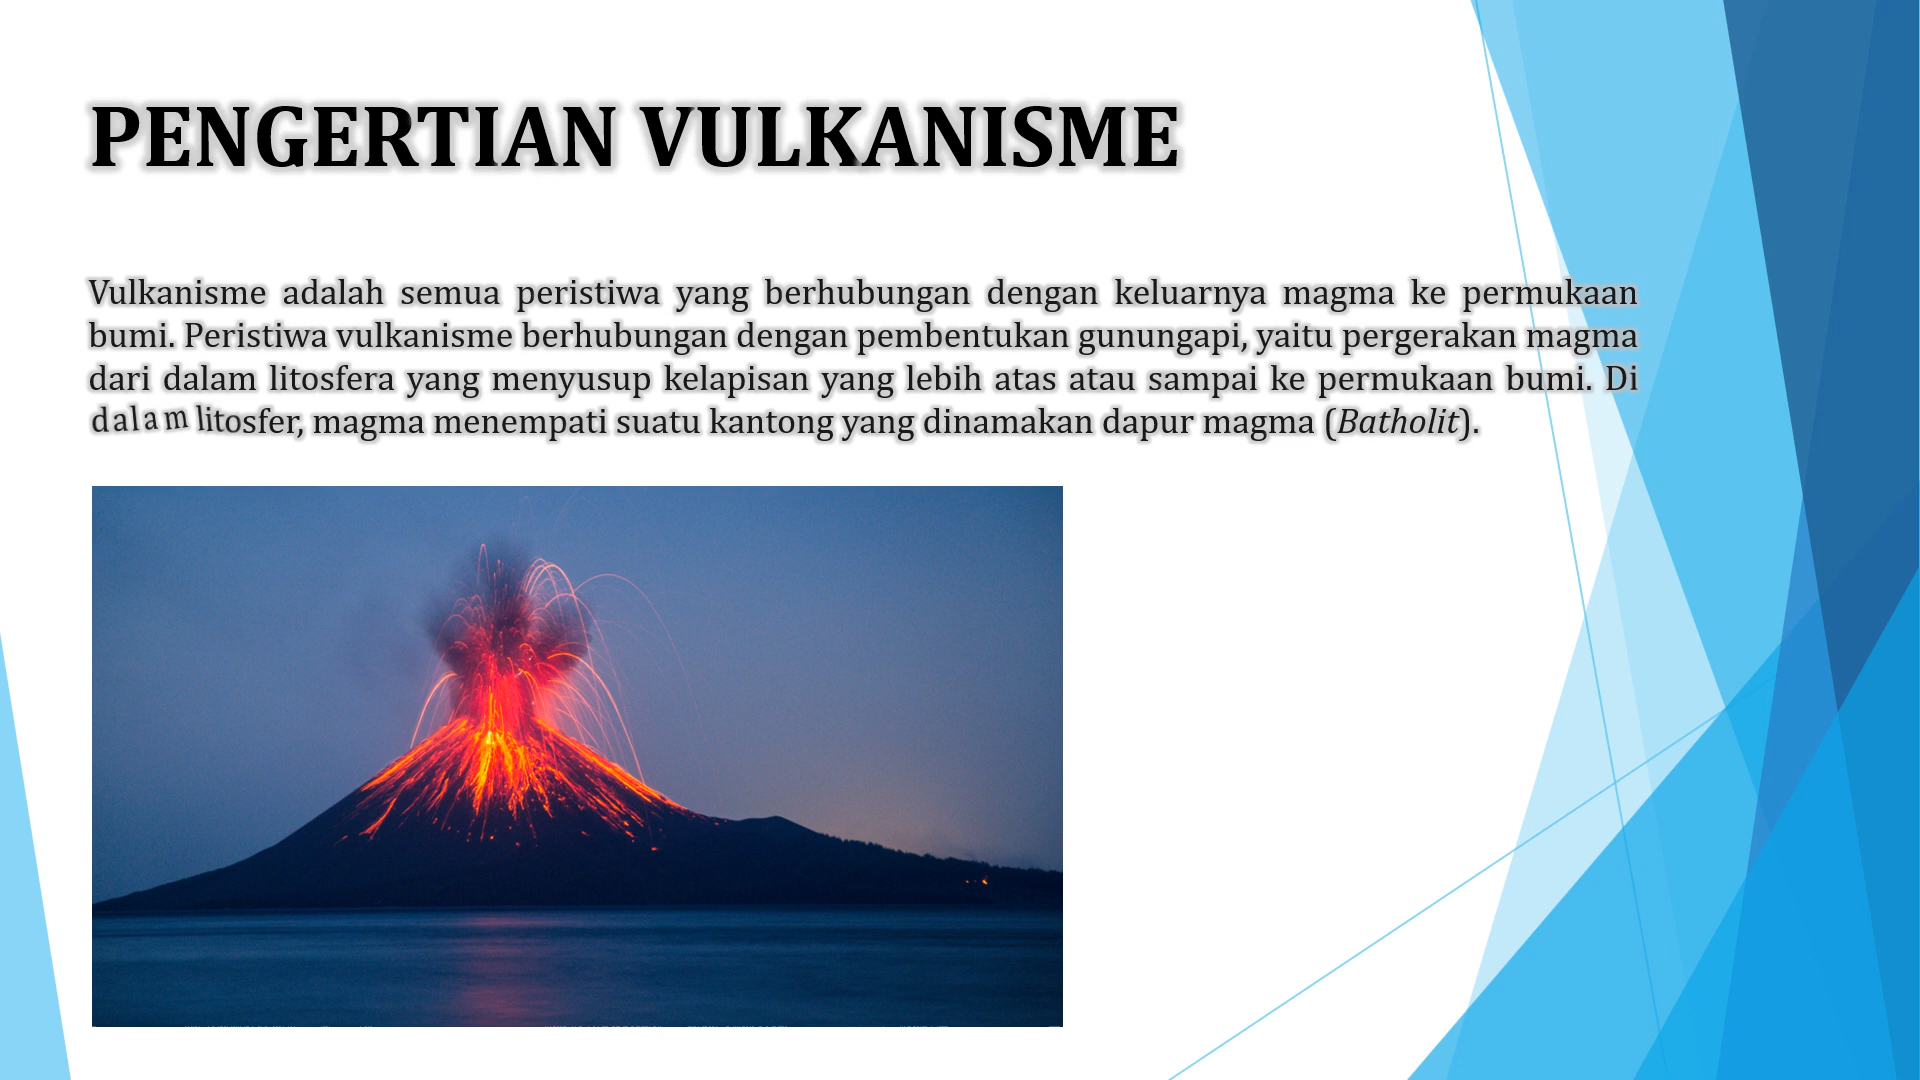 PENGERTIAN VULKANISME
Vulkanisme adalah semua peristiwa yang berhubungan dengan keluarnya magma ke permukaan
bumi. Peristiwa vulkanisme berhubungan dengan pembentukan gunungapi, yaitu pergerakan magma
dari dalam litosfera yang menyusup kelapisan yang lebih atas atau sampai ke permukaan bumi. Di
dalam litosfer, magma menempati suatu kantong yang dinamakan dapur magma (Batholit).